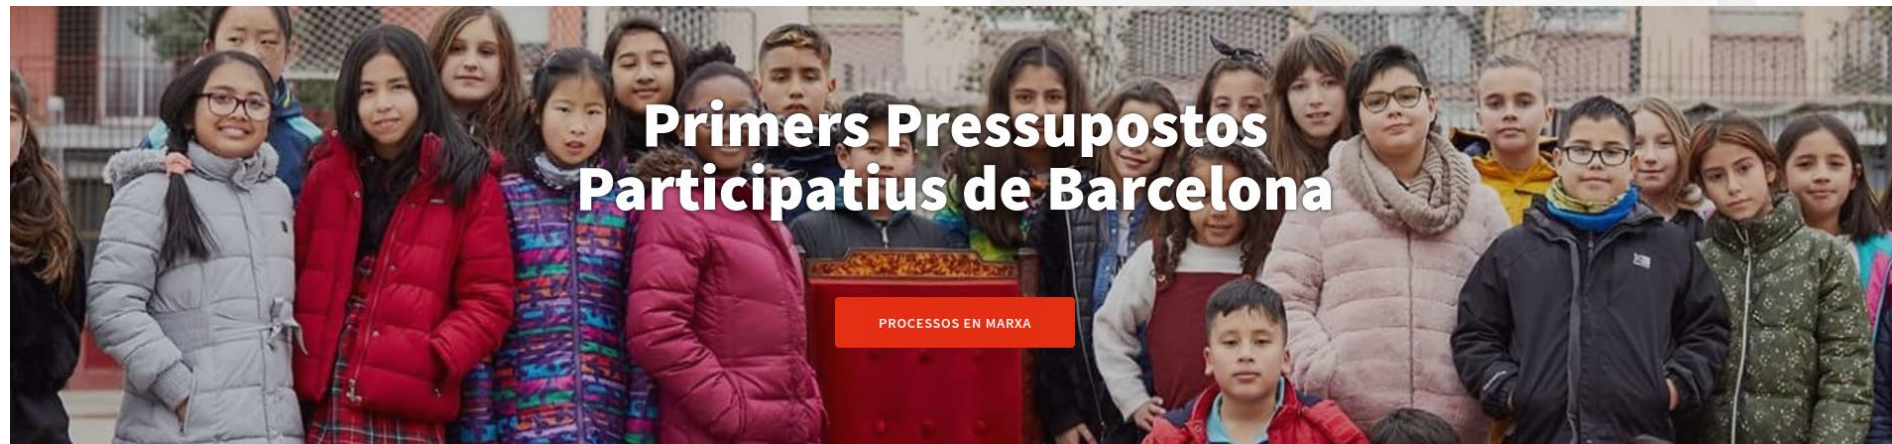 Primers Pressupostos
Participatius de Barcelona
PROCESSOS EN MARXA